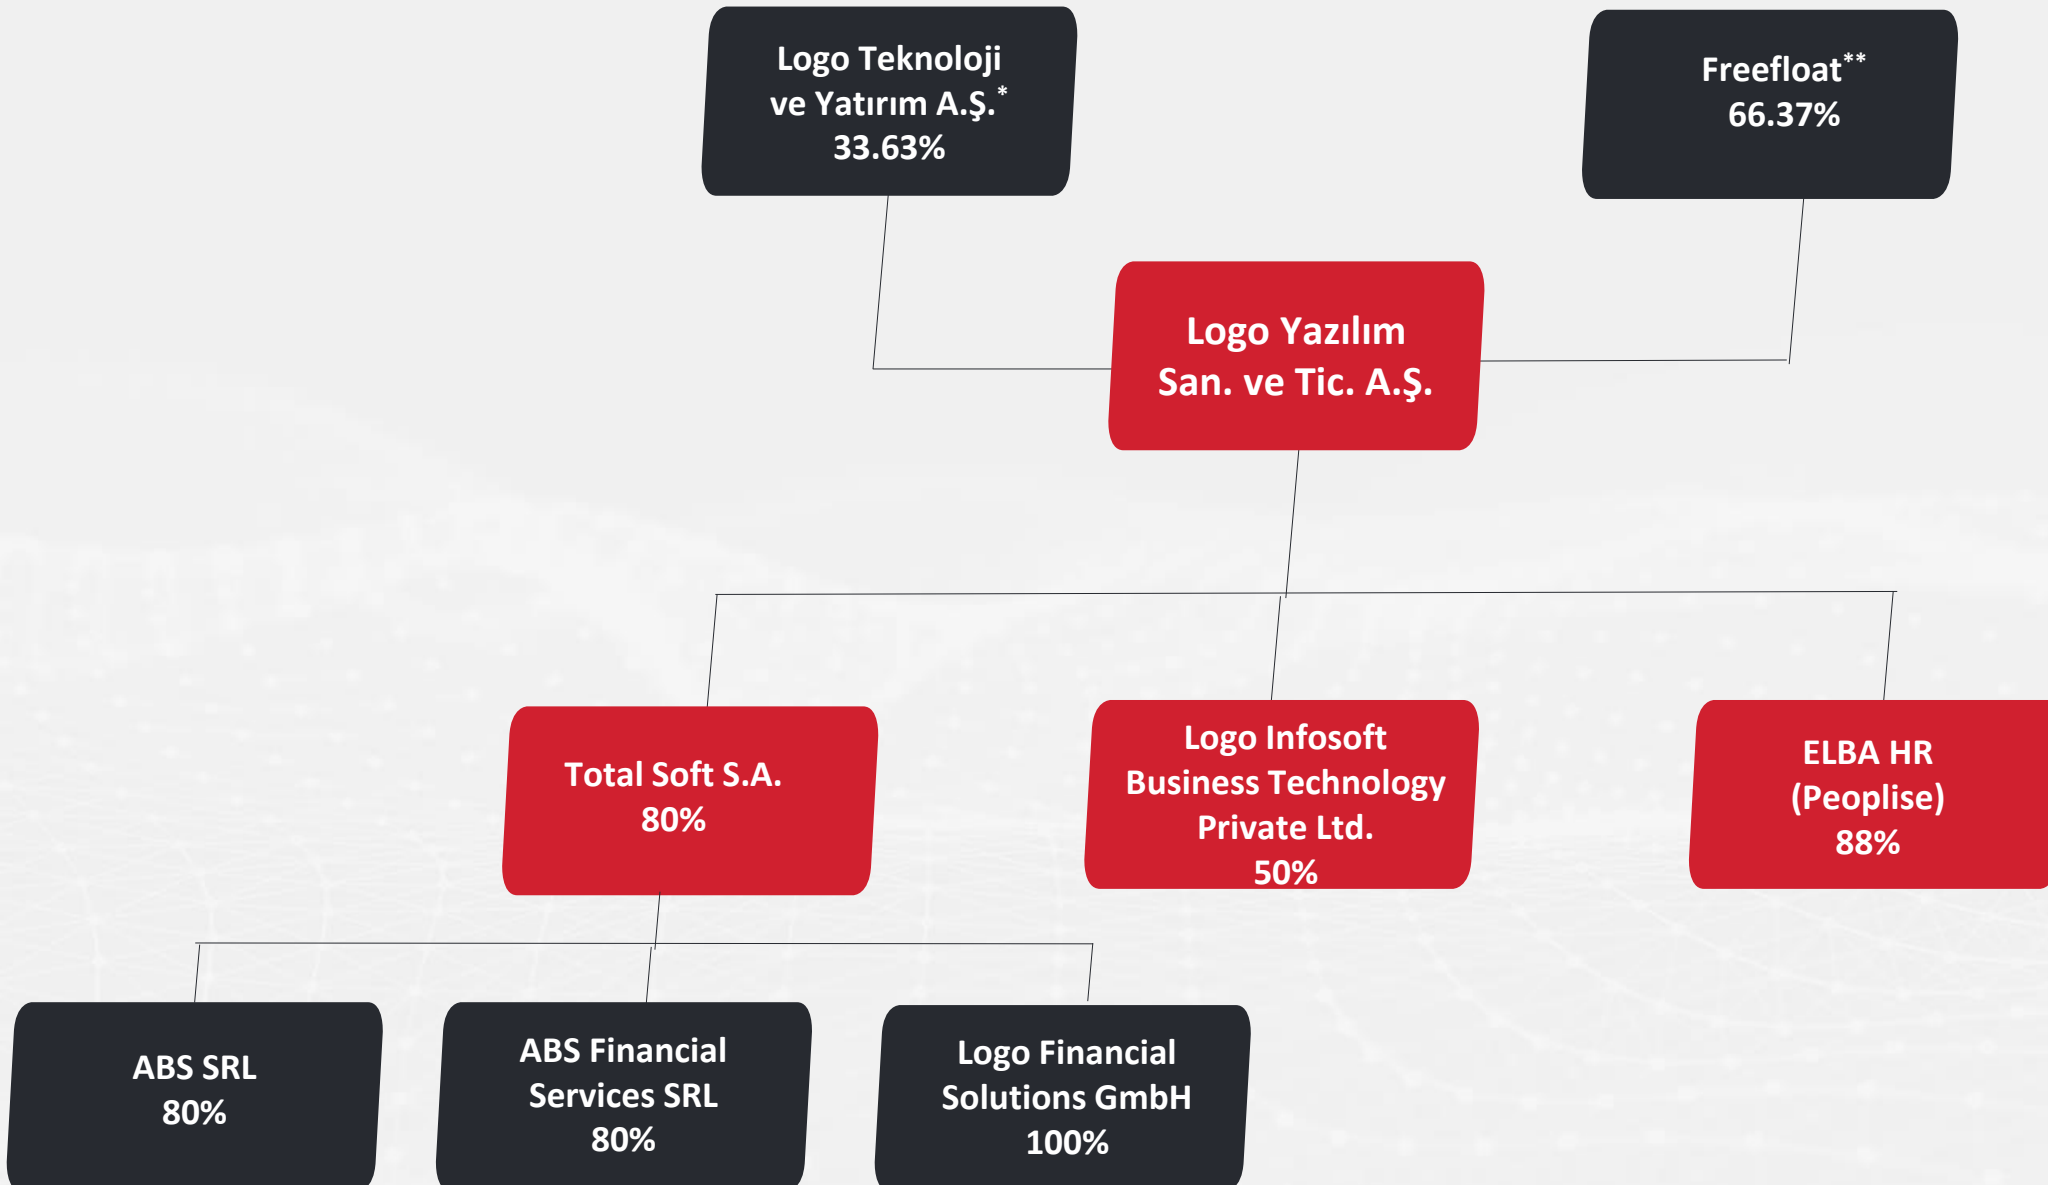 Logo Teknoloji
ve Yatırım A.Ş.*
33.63%
Freefloat**
66.37%
Logo Yazılım
San. ve Tic. A.Ş.
Total Soft S.A.
80%
Logo Infosoft
Business Technology
Private Ltd.
50%
ELBA HR
(Peoplise)
88%
ABS SRL
80%
ABS Financial
Services SRL
80%
Logo Financial
Solutions GmbH
100%